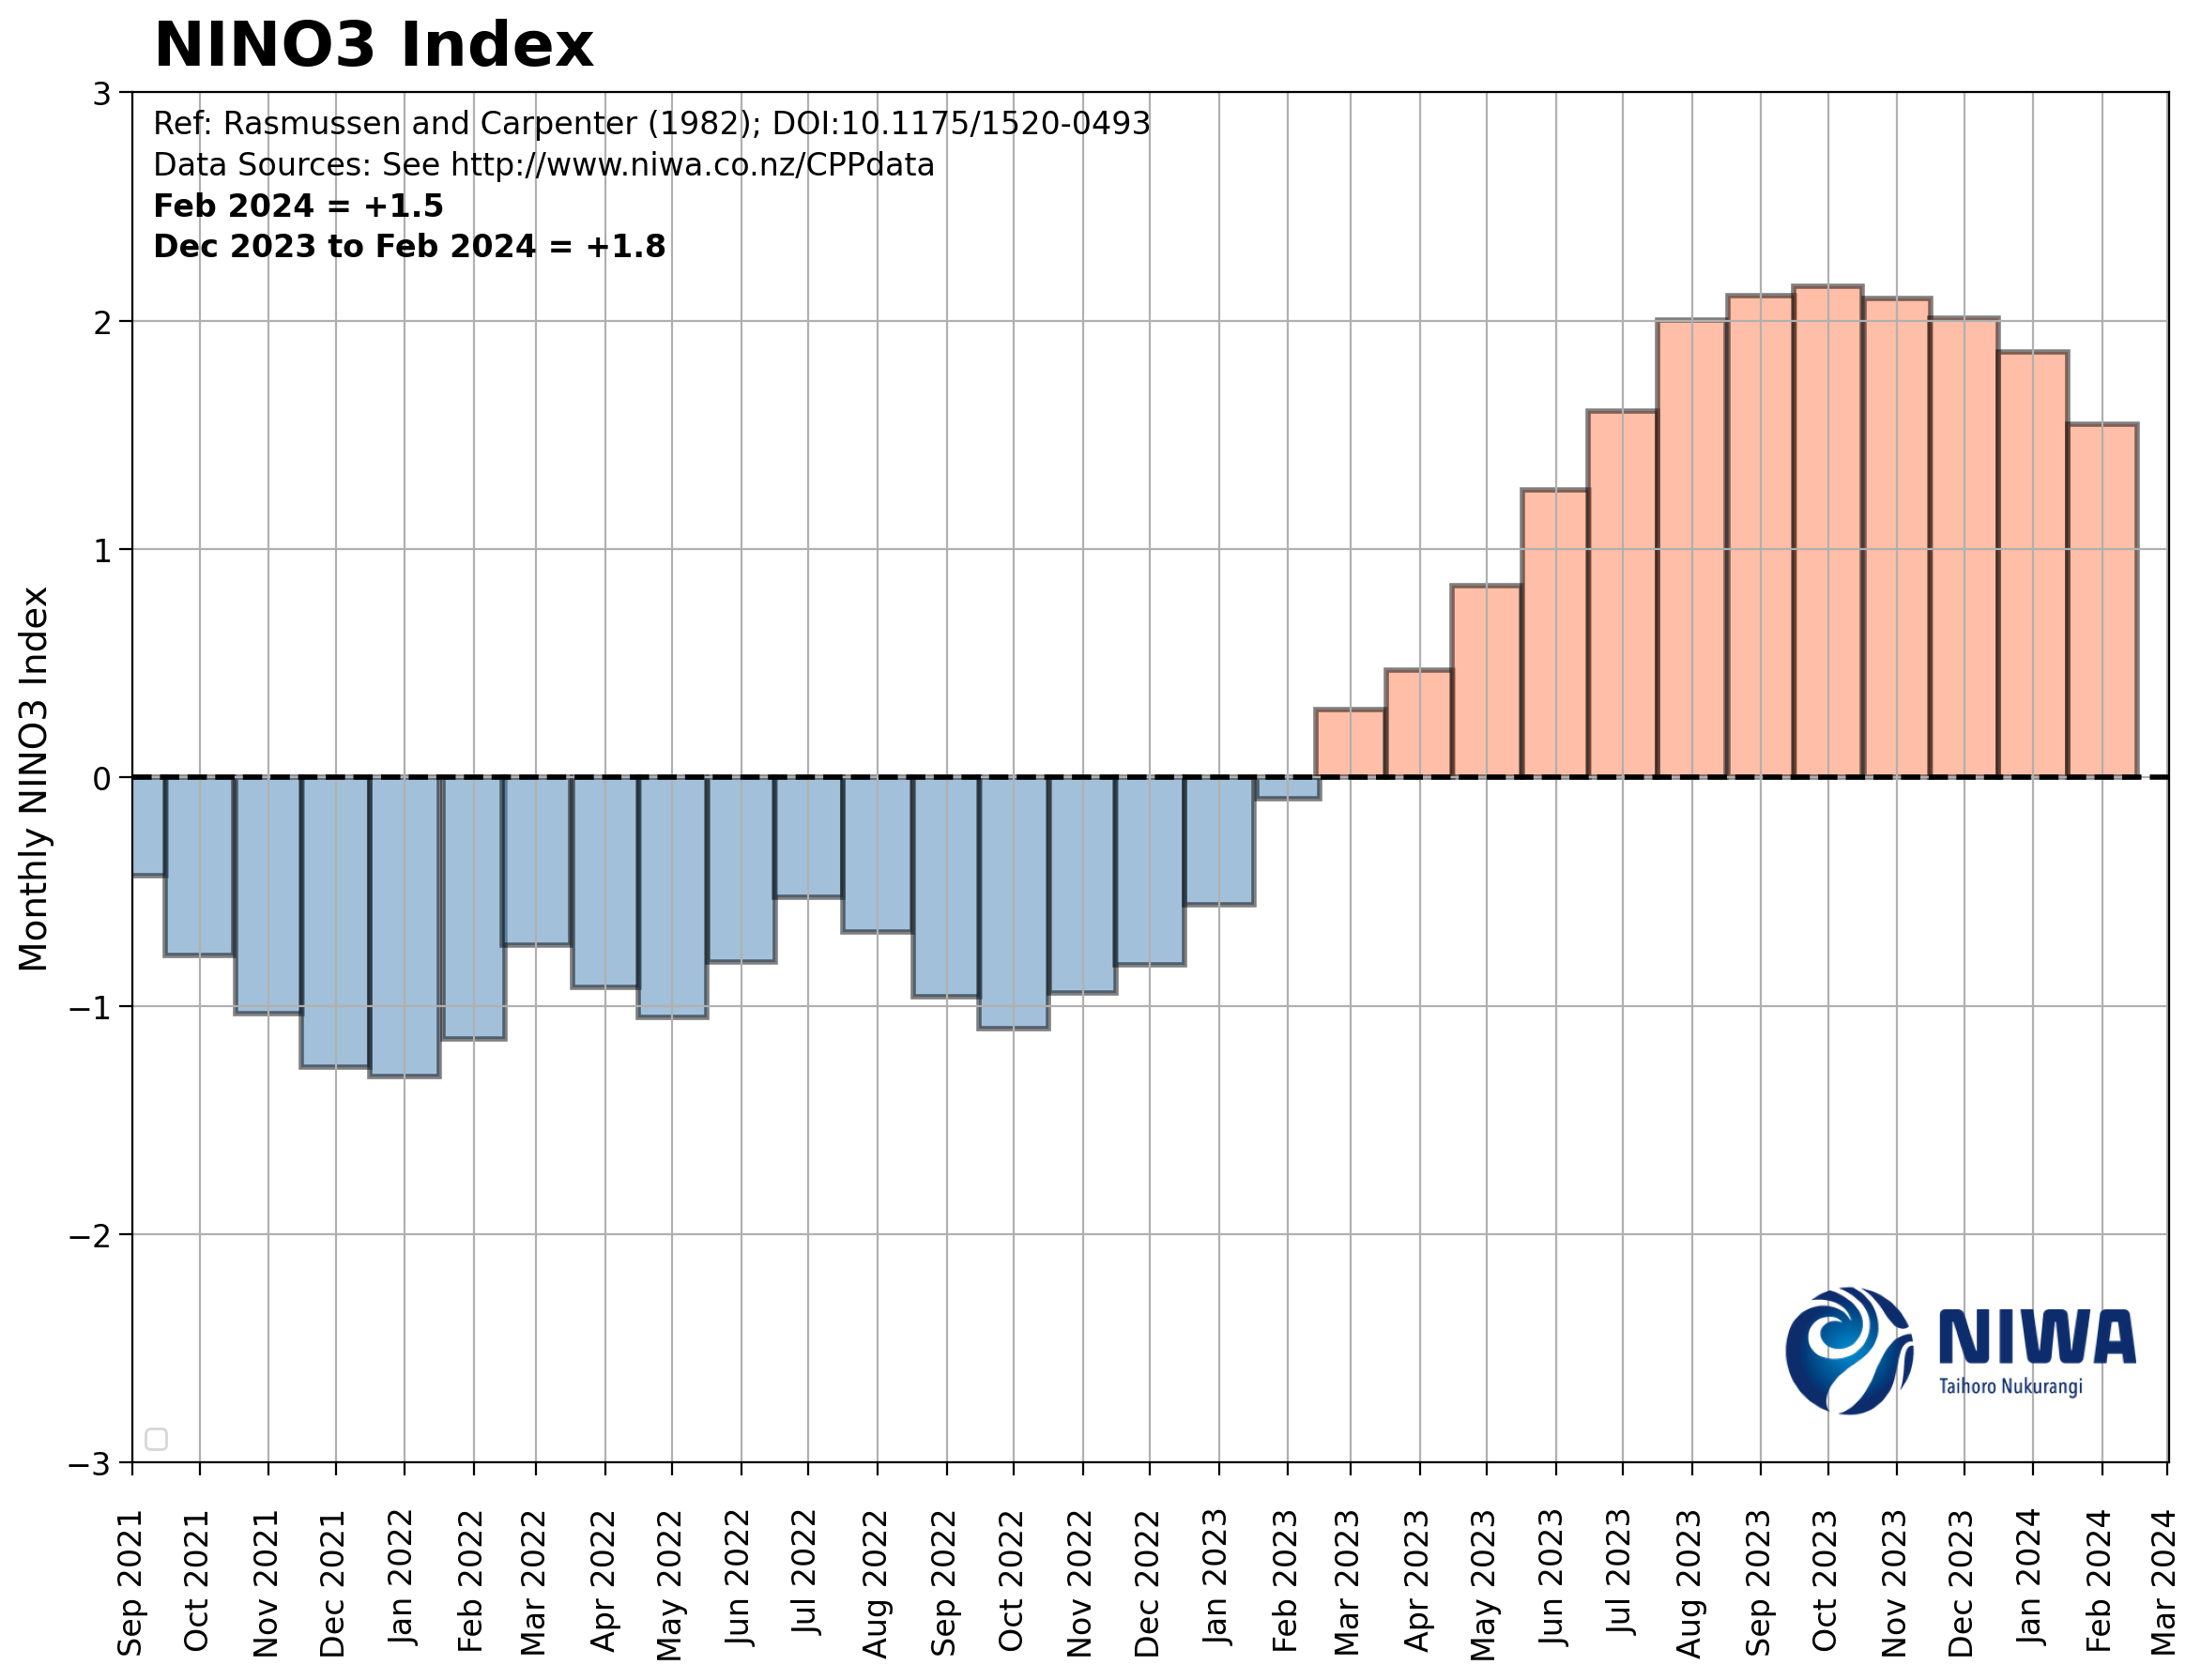 NINO3 Index
Ref: Rasmussen and Carpenter (1982); DOI:10.1175/1520-0493
Data Sources: See http://www.niwa.co.nz/CPPdata
Feb 2024 = +1.5
Dec 2023 to Feb 2024 = +1.8
Monthly NINO3 Index
3
2
1
0
−1
−2
−3
NIWA
Taihoro Nukurangi
Sep 2021
Oct 2021
Nov 2021
Dec 2021
Jan 2022
Feb 2022
Mar 2022
Apr 2022
May 2022
Jun 2022
Jul 2022
Aug 2022
Sep 2022
Oct 2022
Nov 2022
Dec 2022
Jan 2023
Feb 2023
Mar 2023
Apr 2023
May 2023
Jun 2023
Jul 2023
Aug 2023
Sep 2023
Oct 2023
Nov 2023
Dec 2023
Jan 2024
Feb 2024
Mar 2024